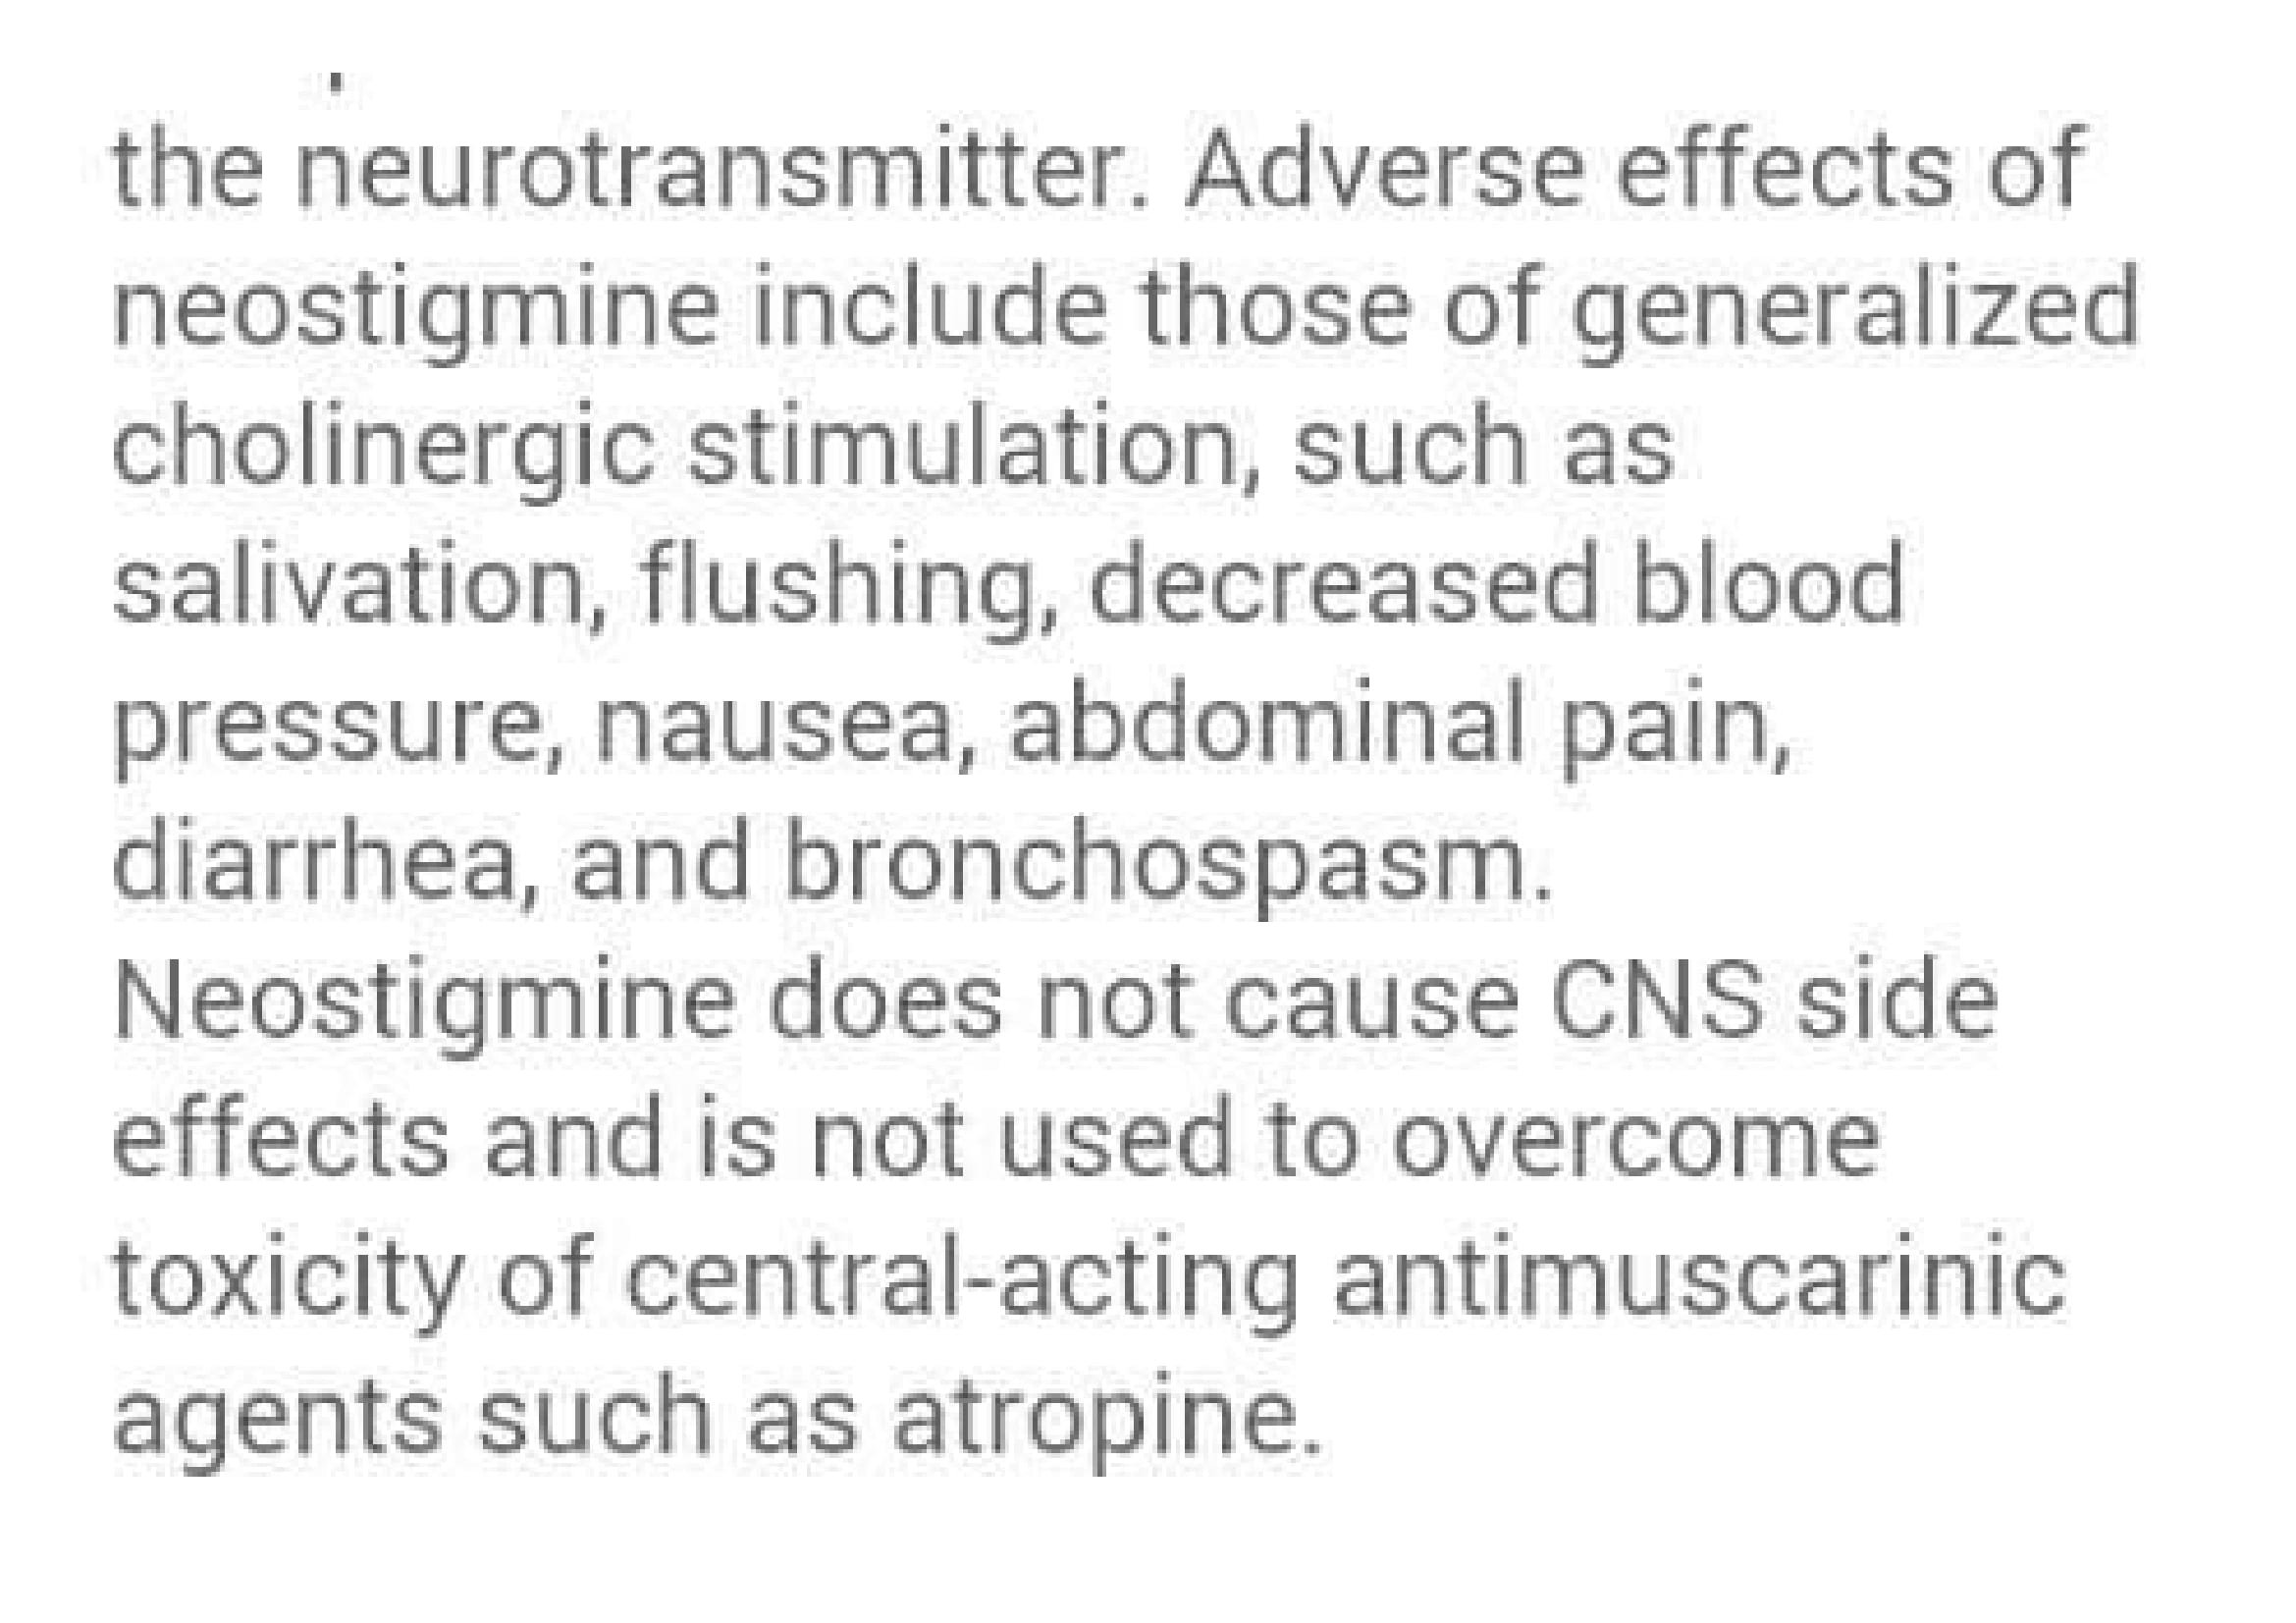 the neurotransmitter. Adverse effects of
neostigmine include those of generalized
cholinergic stimulation, such as
salivation, flushing, decreased blood
pressure, nausea, abdominal pain,
diarrhea, and bronchospasm.
Neostigmine does not cause CNS side
effects and is not used to overcome
toxicity of central-acting antimuscarinic
agents such as atropine.